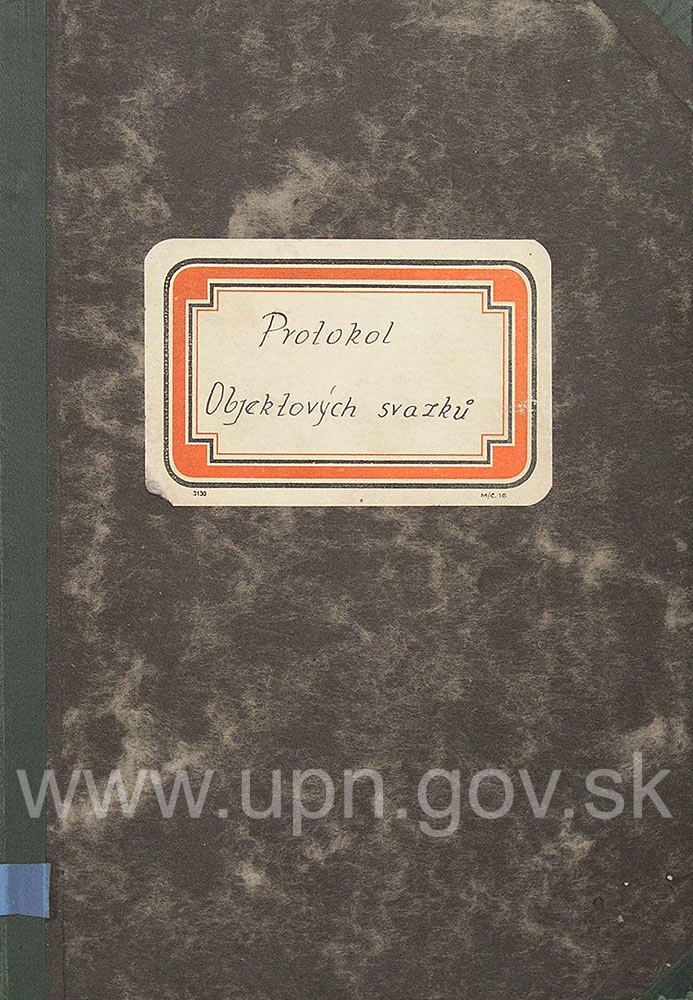 Protokol
Objektových svazků
3130
M/č. 16
www.upn.gov.sk